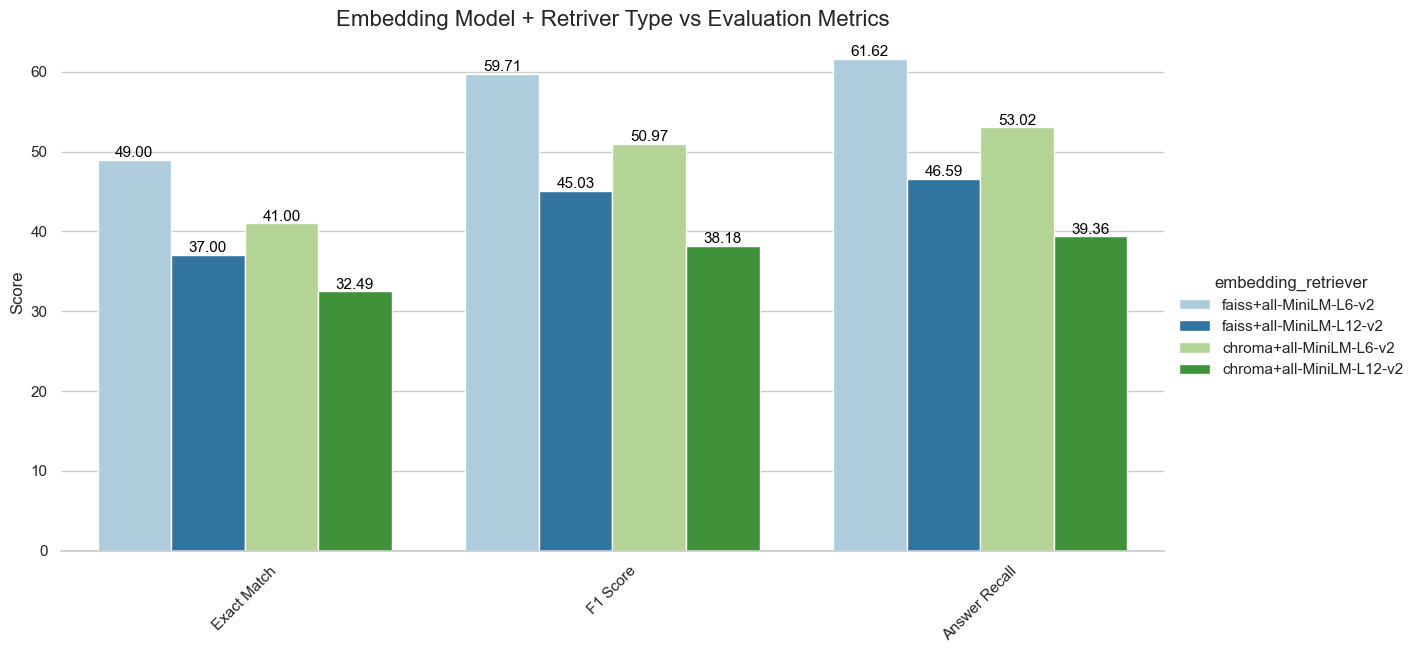 Embedding Model + Retriver Type vs Evaluation Metrics
Score
60
50
40
30
20
10
0
49.00
37.00
41.00
32.49
59.71
45.03
50.97
38.18
61.62
46.59
53.02
39.36
Exact Match
F1 Score
Answer Recall
embedding_retriever
faiss+all-MiniLM-L6-v2
faiss+all-MiniLM-L12-v2
chroma+all-MiniLM-L6-v2
chroma+all-MiniLM-L12-v2